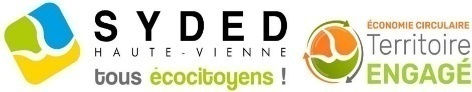 SYDED
HAUTE-VIENNE
tous écocitoyens !
ÉCONOMIE CIRCULAIRE
Territoire
ENGAGÉ